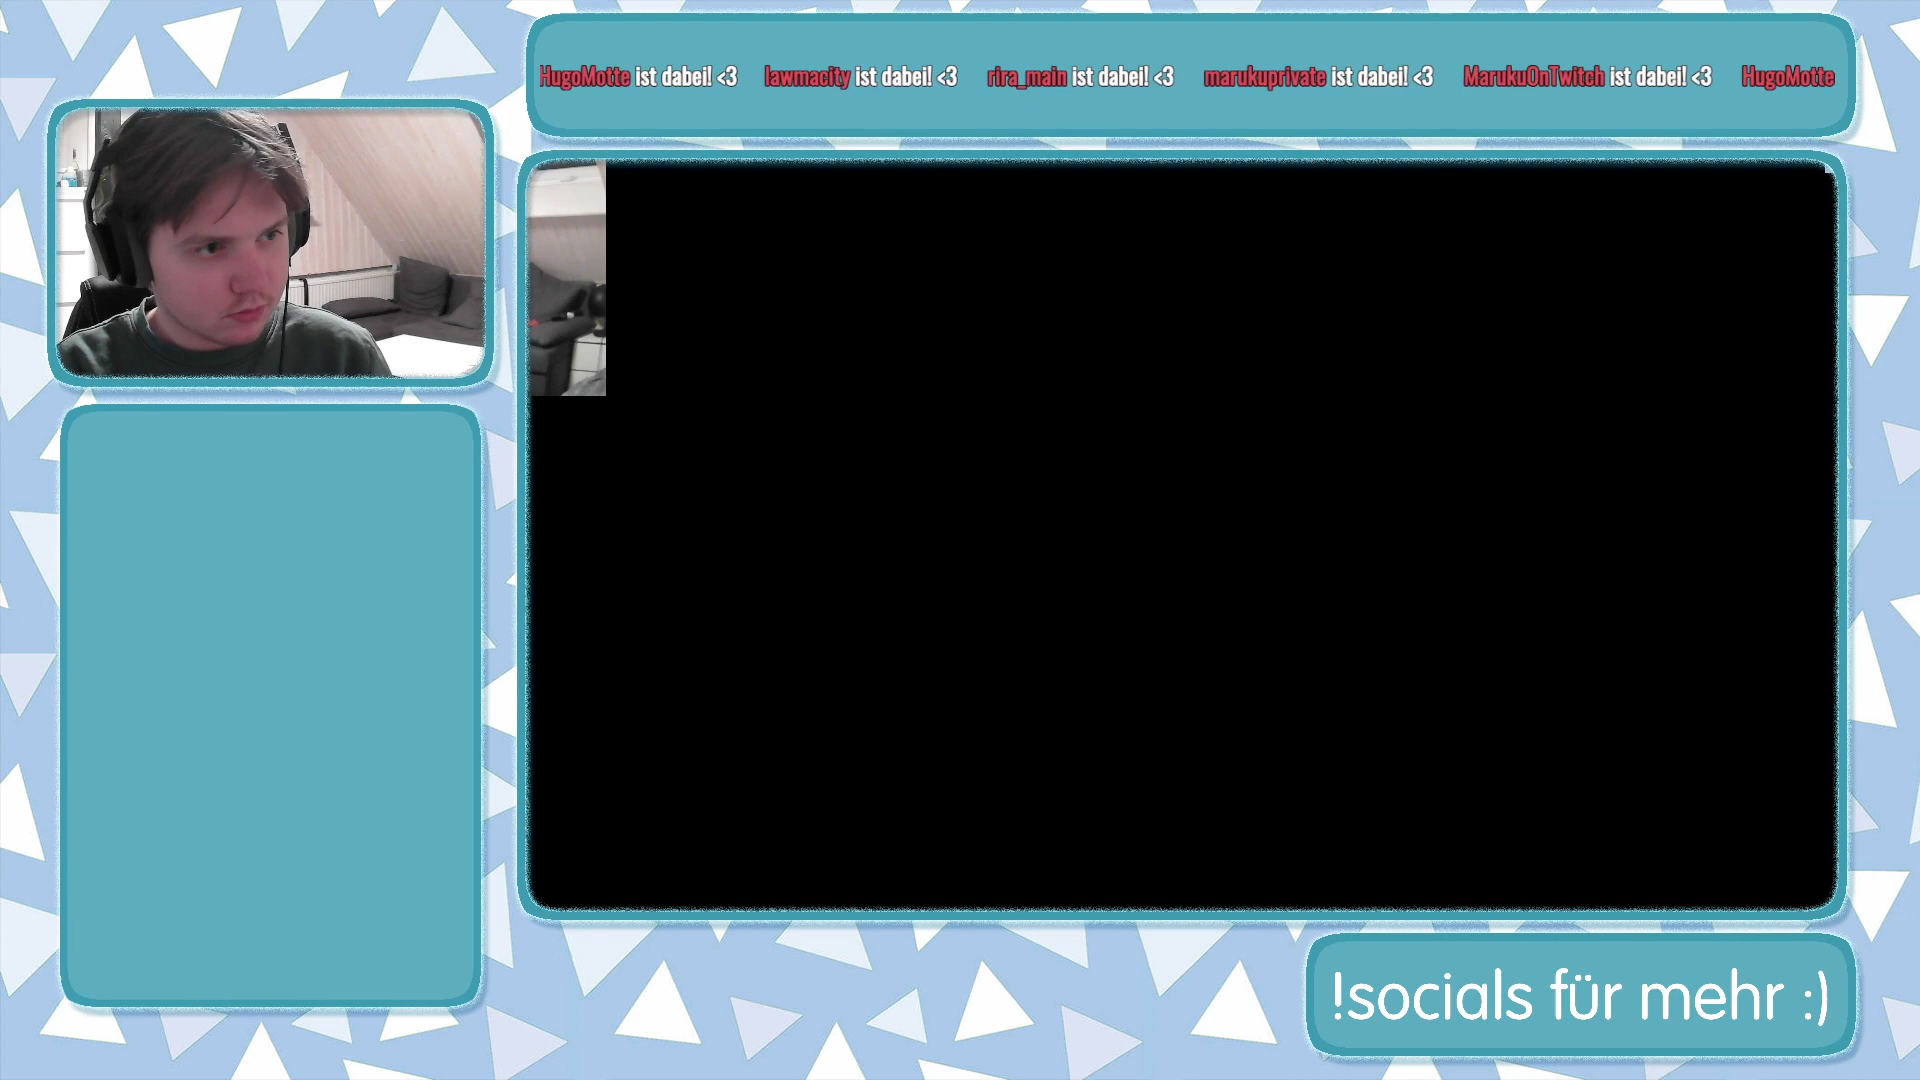 HugoMotte ist dabei! <3 lawmacity ist dabei! <3 rira_main ist dabei! <3 marukuprivate ist dabei! <3 MarukuOnTwitch ist dabei! <3 HugoMotte
!socials für mehr :)